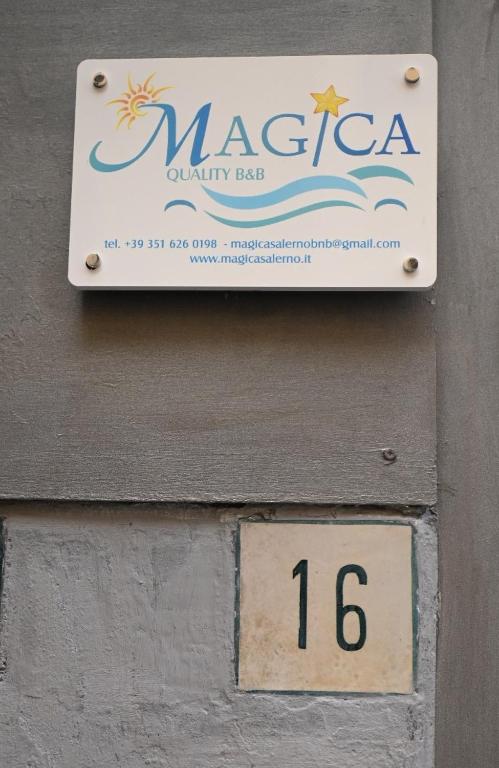 MAGICA
QUALITY B&B
tel. +39 351 626 0198 - magicasalernobnb@gmail.com
www.magicasalerno.it
16